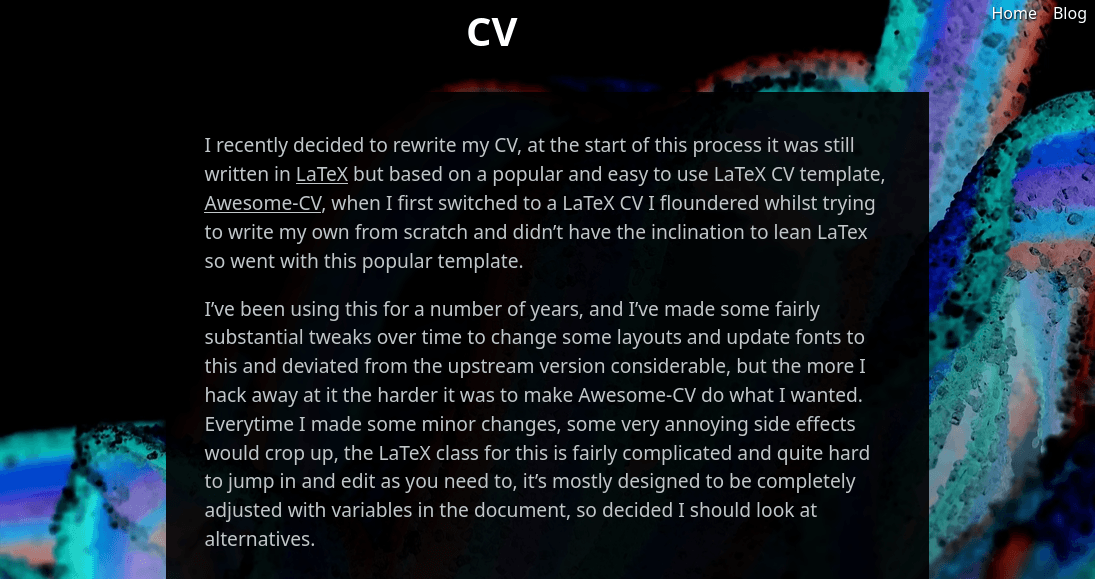 Home Blog
CV
I recently decided to rewrite my CV, at the start of this process it was still
written in LaTeX but based on a popular and easy to use LaTeX CV template,
Awesome-CV, when I first switched to a LaTeX CV I floundered whilst trying
to write my own from scratch and didn’t have the inclination to lean LaTex
so went with this popular template.
I’ve been using this for a number of years, and I’ve made some fairly
substantial tweaks over time to change some layouts and update fonts to
this and deviated from the upstream version considerable, but the more I
hack away at it the harder it was to make Awesome-CV do what I wanted.
Everytime I made some minor changes, some very annoying side effects
would crop up, the LaTeX class for this is fairly complicated and quite hard
to jump in and edit as you need to, it’s mostly designed to be completely
adjusted with variables in the document, so decided I should look at
alternatives.